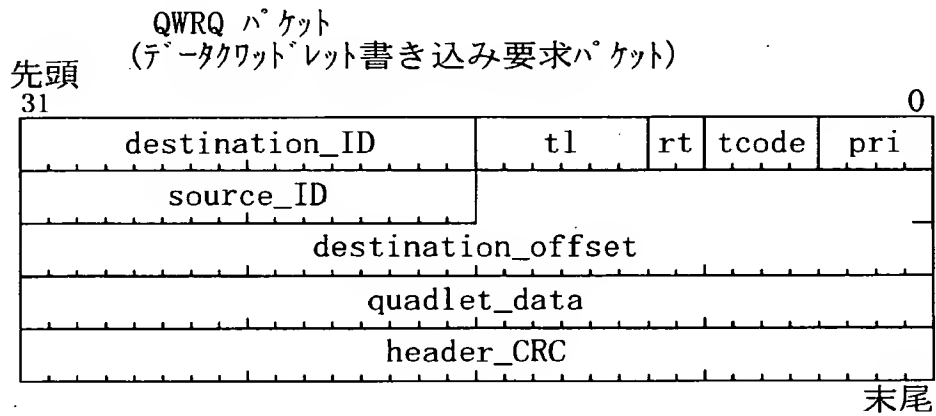 QWRQ パケット
(データクワッドレット書き込み要求パケット)
先頭
31 0
destination_ID tl rt tcode pri
source_ID
destination_offset
quadlet_data
header_CRC
末尾